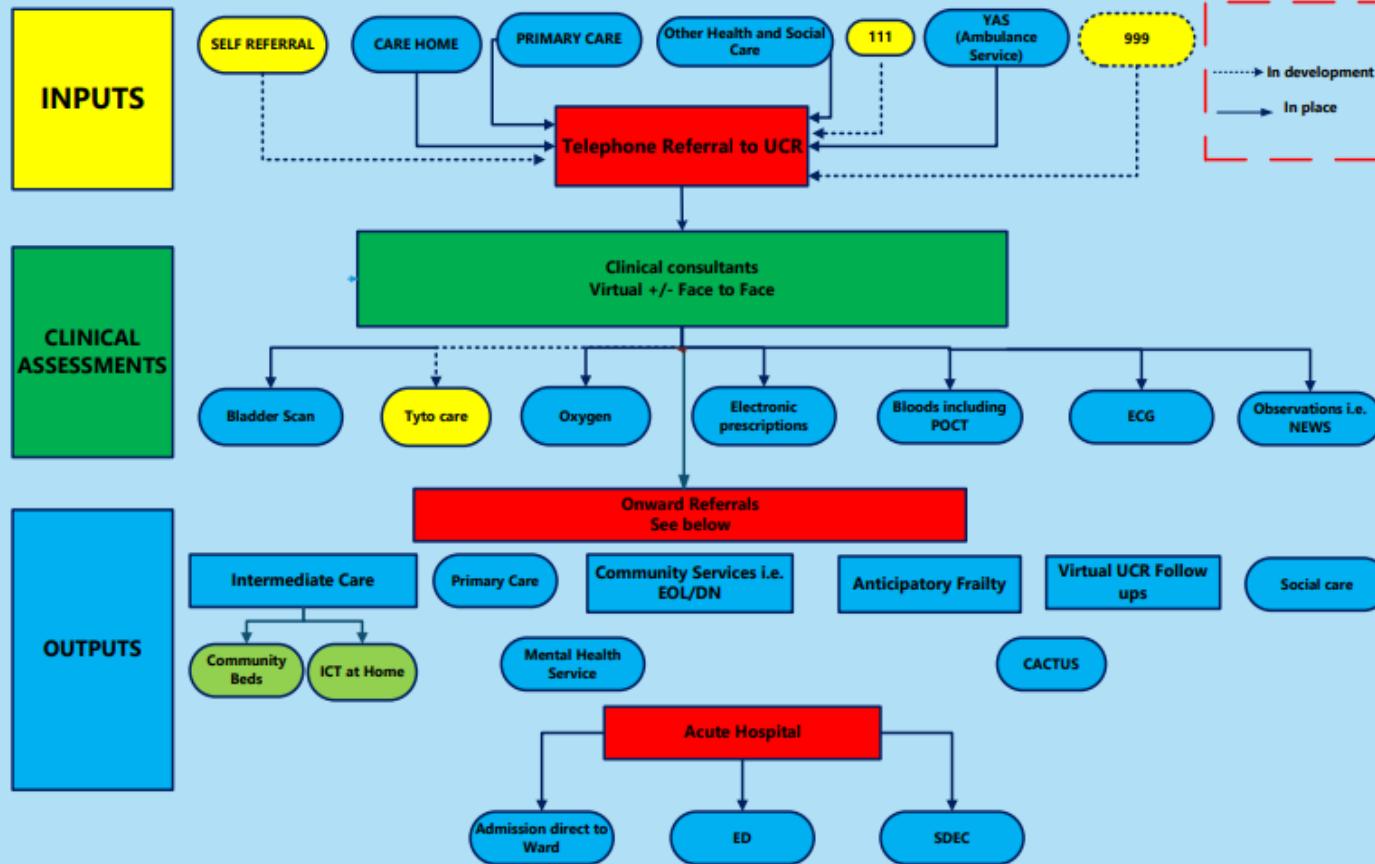 INPUTS
SELF REFERRAL
CARE HOME
PRIMARY CARE
Other Health and Social
Care
111
YAS
(Ambulance
Service)
999
In development
In place
Telephone Referral to UCR
CLINICAL
ASSESSMENTS
Clinical consultants
Virtual +/- Face to Face
Bladder Scan
Tyto care
Oxygen
Electronic
prescriptions
Bloods including
POCT
ECG
Observations i.e.
NEWS
OUTPUTS
Onward Referrals
See below
Intermediate Care
Primary Care
Community Services i.e.
EOL/DN
Anticipatory Frailty
Virtual UCR Follow
ups
Social care
Community
Beds
ICT at Home
Mental Health
Service
CACTUS
Acute Hospital
Admission direct to
Ward
ED
SDEC